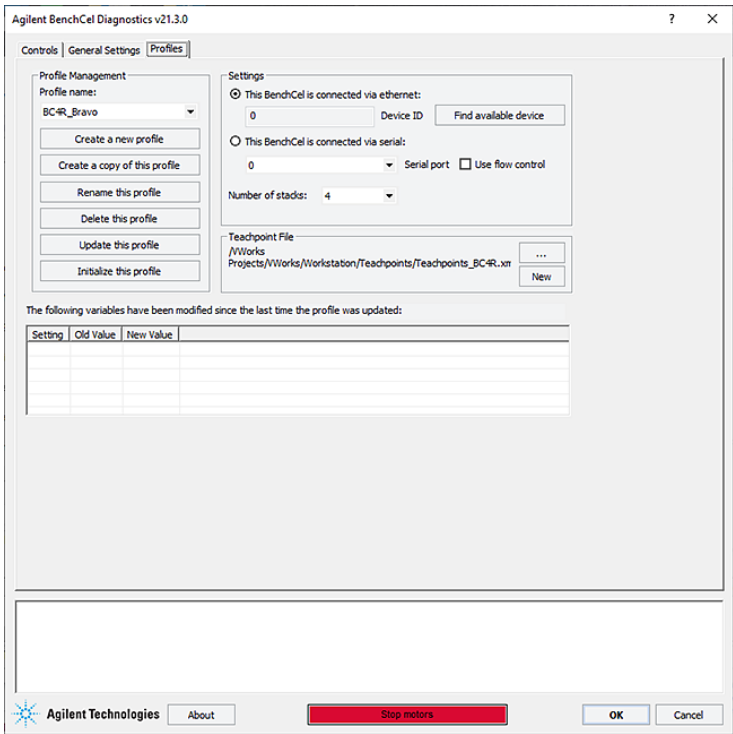 Agilent BenchCel Diagnostics v21.3.0
Controls General Settings Profiles
Profile Management
Profile name:
BC4R_Bravo
Create a new profile
Create a copy of this profile
Rename this profile
Delete this profile
Update this profile
Initialize this profile
Settings
This BenchCel is connected via ethernet:
0 Device ID Find available device
This BenchCel is connected via serial:
0 Serial port Use flow control
Number of stacks: 4
Teachpoint File
/VWorks
Projects/VWorks/Workstation/Teachpoints/Teachpoints_BC4R.xm
...
New
The following variables have been modified since the last time the profile was updated:
Setting Old Value New Value
Agilent Technologies About Stop motors OK Cancel